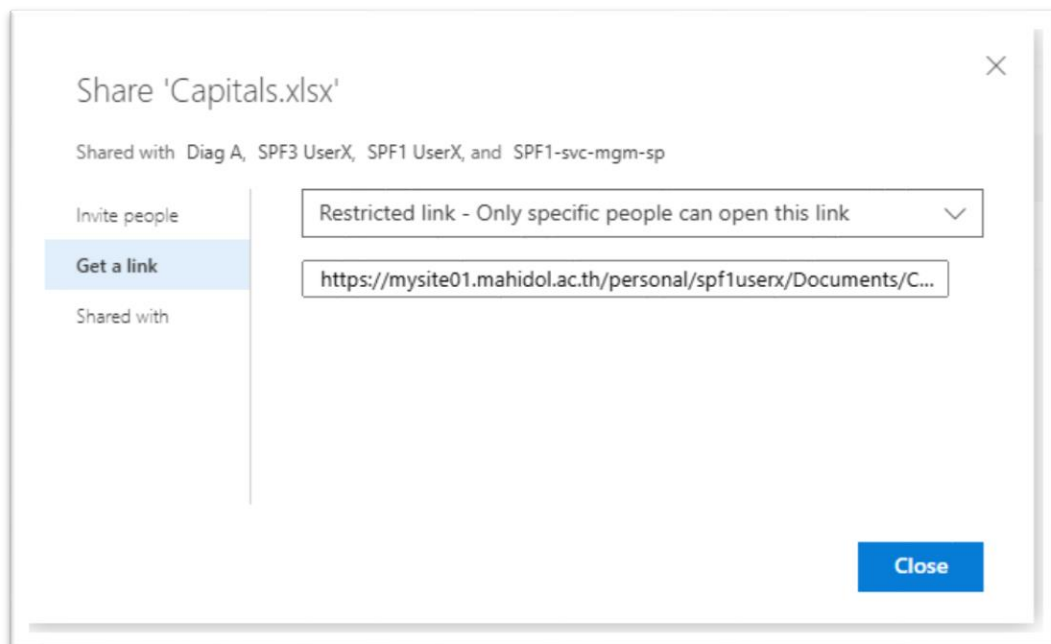 Share 'Capitals.xlsx'
Shared with Diag A, SPF3 UserX, SPF1 UserX, and SPF1-svc-mgm-sp
Invite people
Get a link
Shared with
Restricted link - Only specific people can open this link
https://mysite01.mahidol.ac.th/personal/spf1userx/Documents/C...
Close